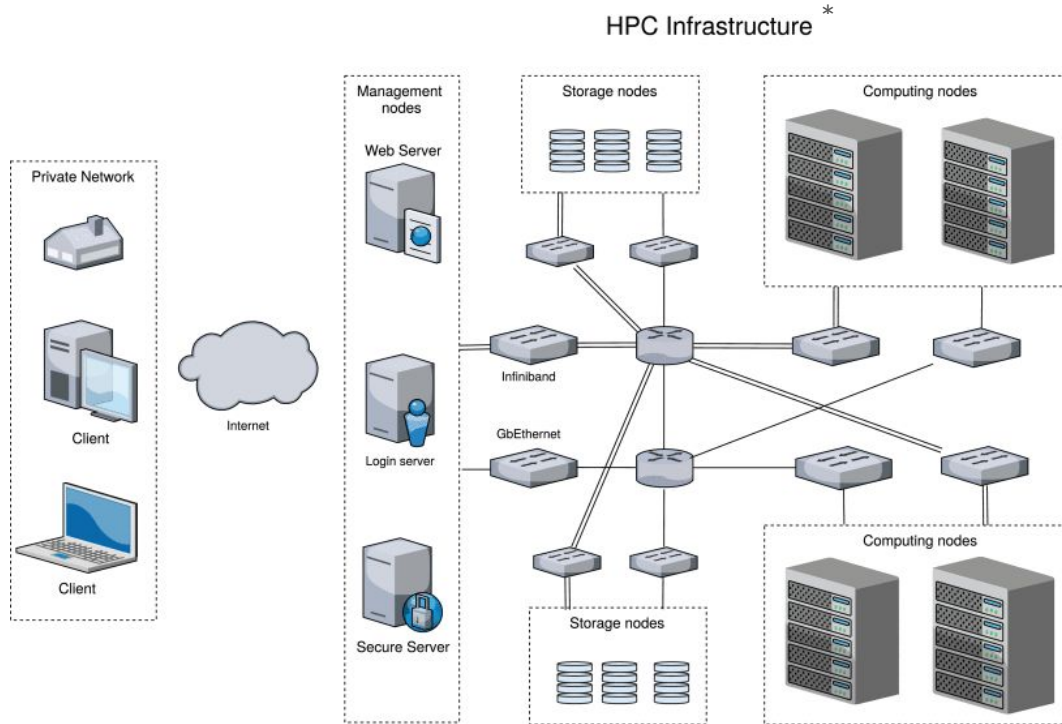 HPC Infrastructure *
Private Network
Client
Client
Internet
Management
nodes
Web Server
Login server
Secure Server
Storage nodes
Computing nodes
Infiniband
GbEthernet
Storage nodes
Computing nodes